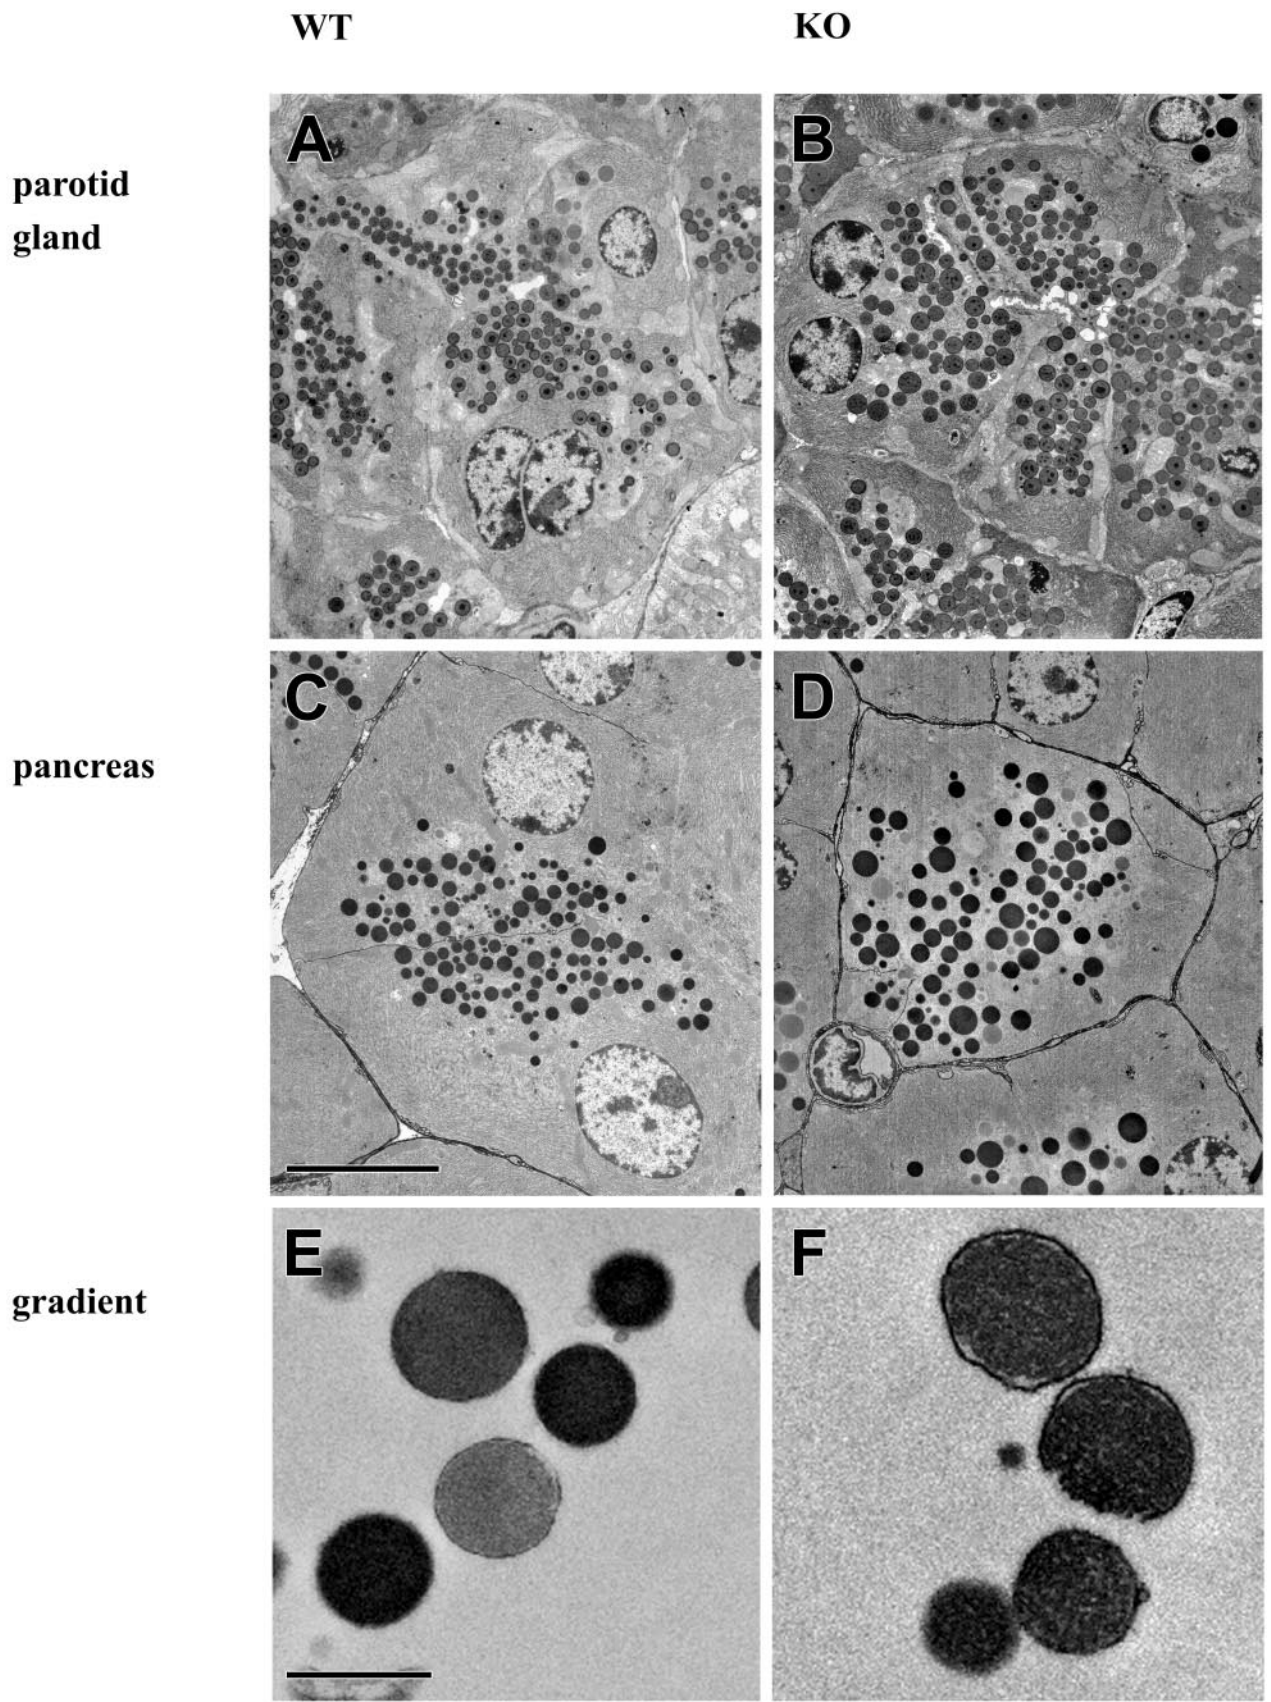 WT KO
A B
parotid
gland
C D
pancreas
E F
gradient